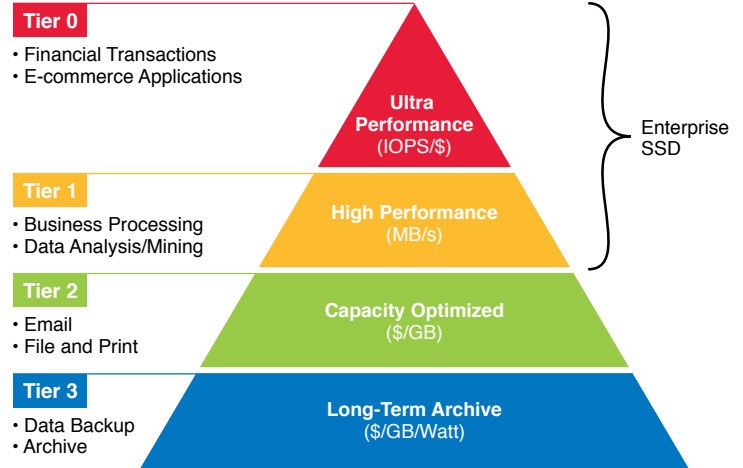 Tier 0
• Financial Transactions
• E-commerce Applications
Ultra
Performance
(IOPS/$)
Enterprise
SSD
Tier 1
• Business Processing
• Data Analysis/Mining
High Performance
(MB/s)
Tier 2
• Email
• File and Print
Capacity Optimized
($/GB)
Tier 3
• Data Backup
• Archive
Long-Term Archive
($/GB/Watt)